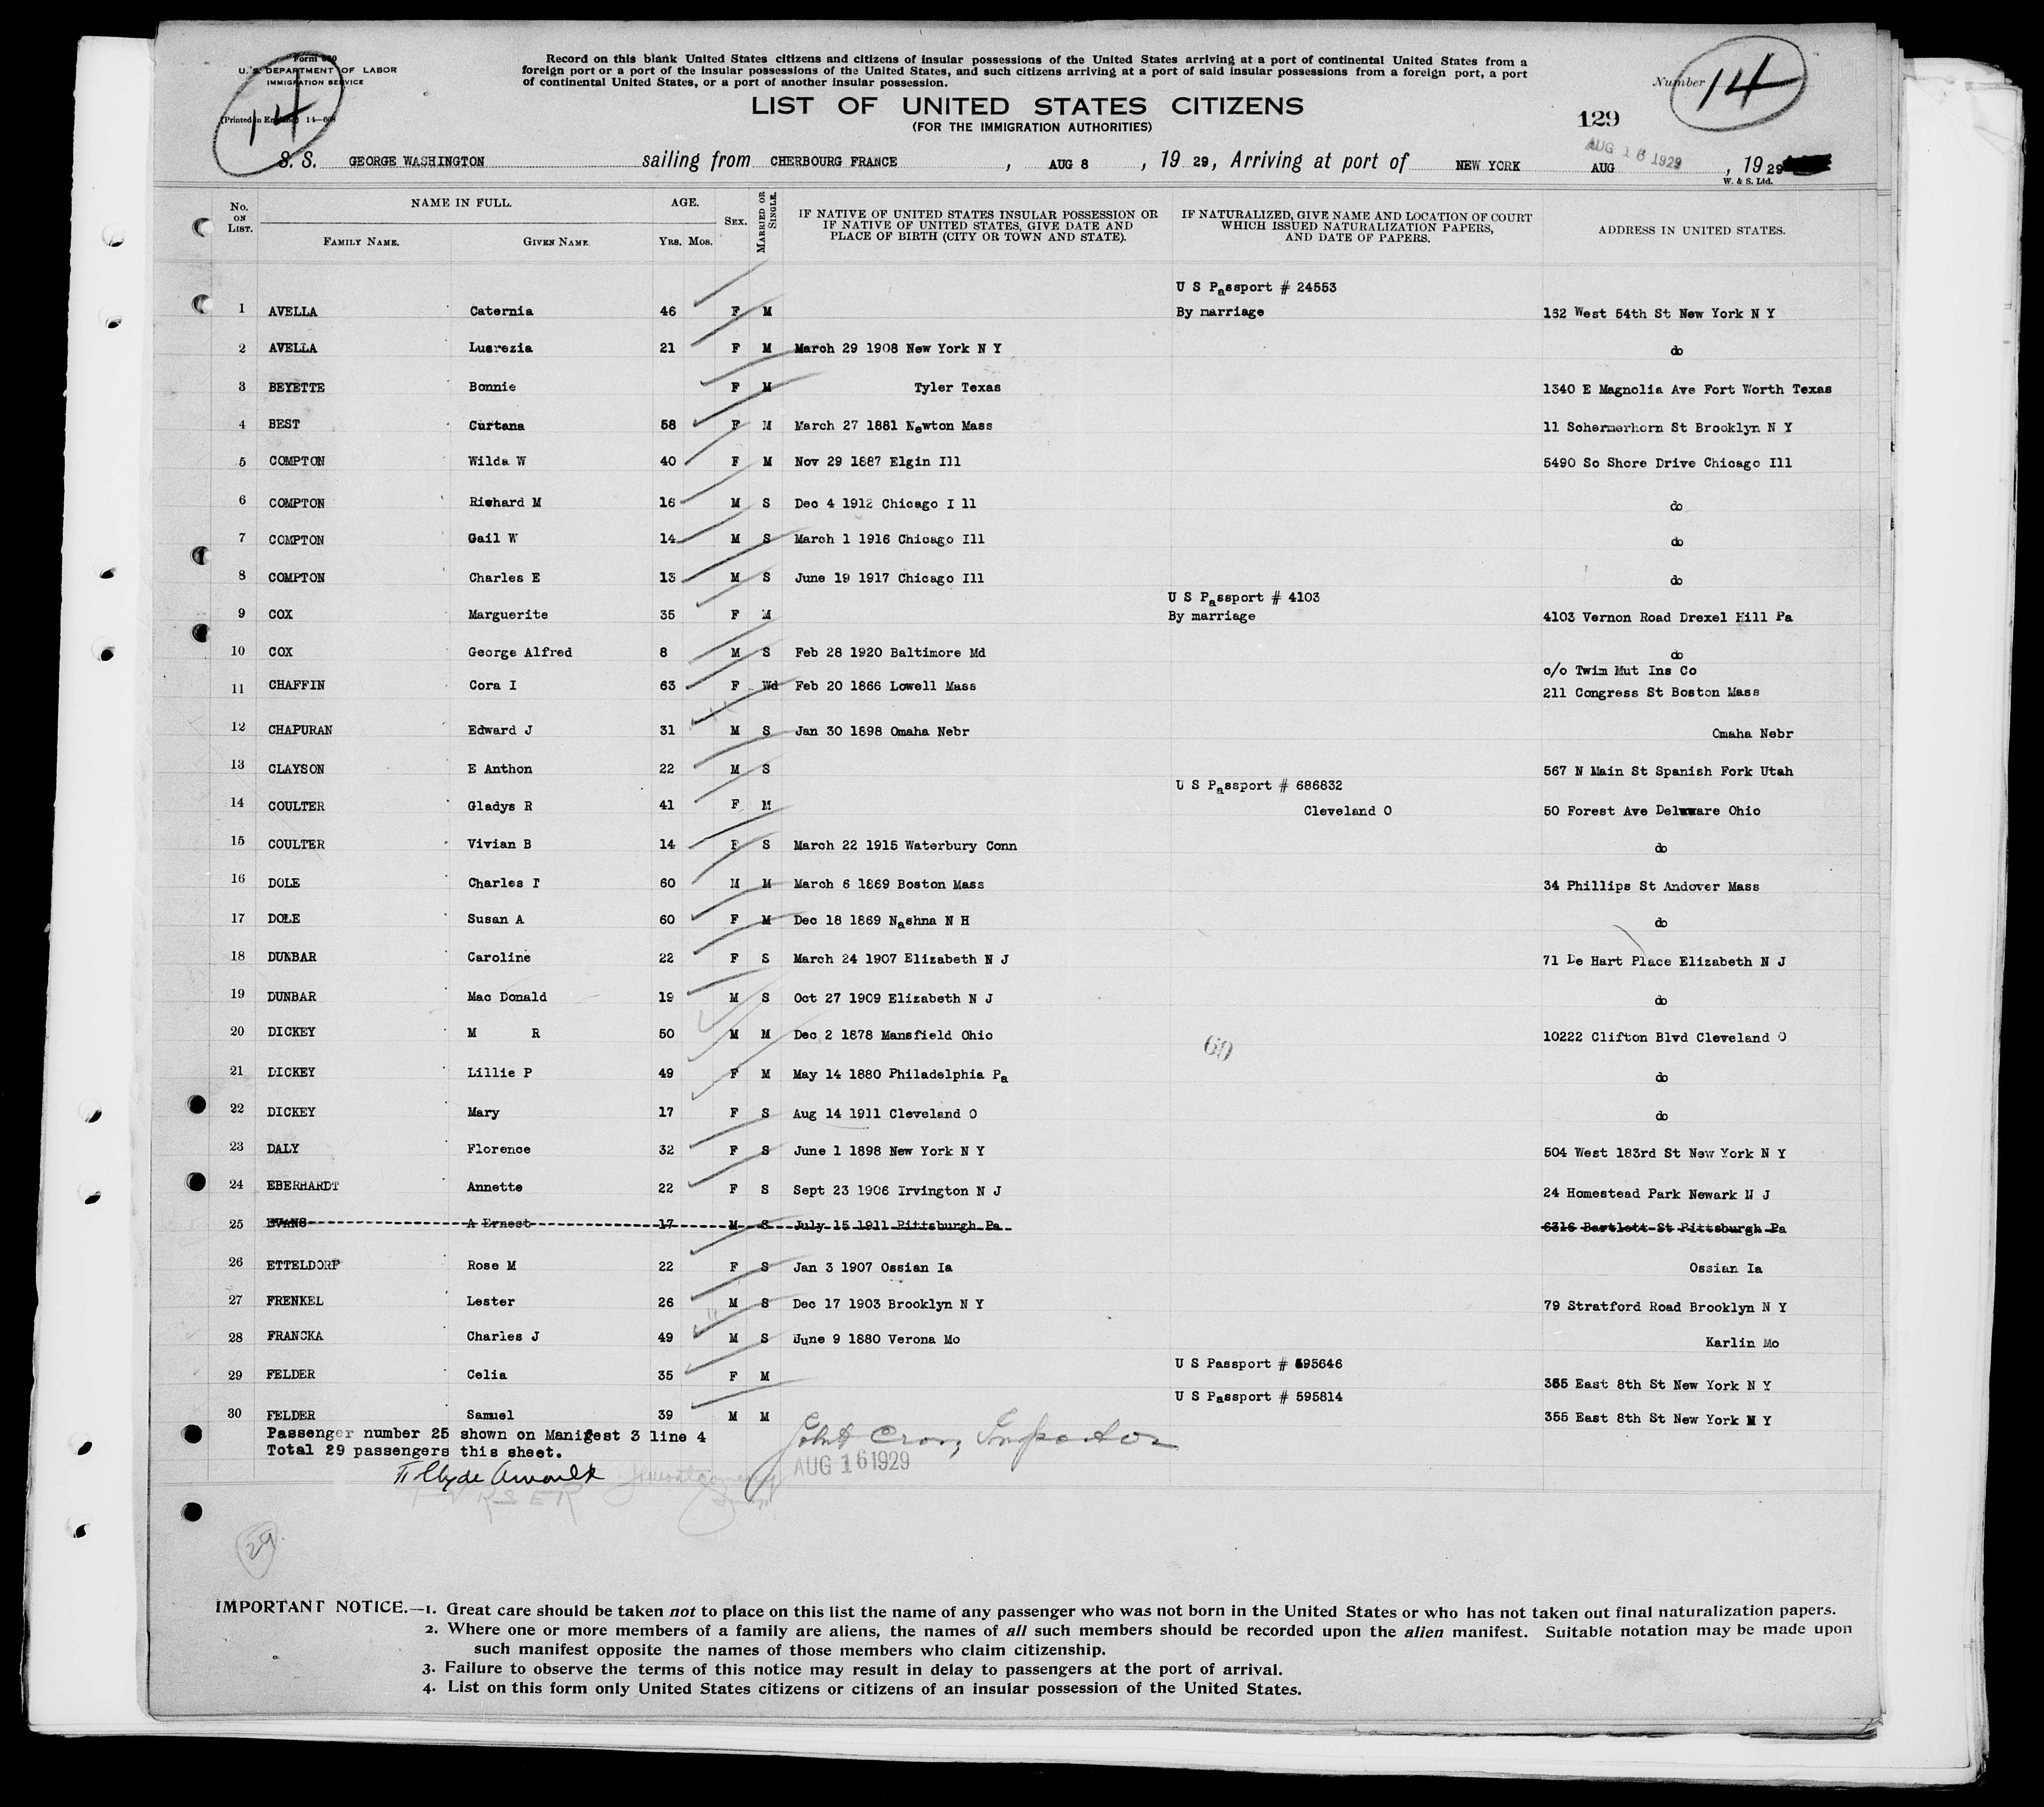 Form 630
U. S. DEPARTMENT OF LABOR
IMMIGRATION SERVICE
(Printed in England) 14—608
14
Record on this blank United States citizens and citizens of insular possessions of the United States arriving at a port of continental United States from a
foreign port or a port of the insular possessions of the United States, and such citizens arriving at a port of said insular possessions from a foreign port, a port
of continental United States, or a port of another insular possession.
LIST OF UNITED STATES CITIZENS
(FOR THE IMMIGRATION AUTHORITIES)
Number 14
129
AUG 16 1929
S. S. GEORGE WASHINGTON sailing from CHERBOURG FRANCE , AUG 8 , 19 29, Arriving at port of NEW YORK AUG , 19 29
W. & S. Ltd.
No. ON LIST. NAME IN FULL. AGE. SEX. MARRIED OR SINGLE. IF NATIVE OF UNITED STATES INSULAR POSSESSION OR IF NATIVE OF UNITED STATES, GIVE DATE AND PLACE OF BIRTH (CITY OR TOWN AND STATE). IF NATURALIZED, GIVE NAME AND LOCATION OF COURT WHICH ISSUED NATURALIZATION PAPERS, AND DATE OF PAPERS. ADDRESS IN UNITED STATES.
FAMILY NAME. GIVEN NAME. YRS. MOS.
U S Passport # 24553
1 AVELLA Caternia 46 F M By marriage 162 West 54th St New York N Y
2 AVELLA Lucrezia 21 F M March 29 1908 New York N Y do
3 BEYETTE Bonnie F M Tyler Texas 1340 E Magnolia Ave Fort Worth Texas
4 BEST Curtana 58 F M March 27 1881 Newton Mass 11 Schermerhorn St Brooklyn N Y
5 COMPTON Wilda W 40 F M Nov 29 1887 Elgin Ill 5490 So Shore Drive Chicago Ill
6 COMPTON Richard M 16 M S Dec 4 1912 Chicago I ll do
7 COMPTON Gail W 14 M S March 1 1916 Chicago Ill do
8 COMPTON Charles E 13 M S June 19 1917 Chicago Ill do
U S Passport # 4103
9 COX Marguerite 35 F M By marriage 4103 Vernon Road Drexel Hill Pa
10 COX George Alfred 8 M S Feb 28 1920 Baltimore Md do
c/o Twim Mut Ins Co
11 CHAFFIN Cora I 63 F Wd Feb 20 1866 Lowell Mass 211 Congress St Boston Mass
12 CHAPURAN Edward J 31 M S Jan 30 1898 Omaha Nebr Omaha Nebr
13 CLAYSON E Anthon 22 M S 567 N Main St Spanish Fork Utah
U S Passport # 686832
14 COULTER Gladys R 41 F M Cleveland O 50 Forest Ave Delaware Ohio
15 COULTER Vivian B 14 F S March 22 1915 Waterbury Conn do
16 DOLE Charles T 60 M M March 6 1869 Boston Mass 34 Phillips St Andover Mass
17 DOLE Susan A 60 F M Dec 18 1869 Nashna N H do
18 DUNBAR Caroline 22 F S March 24 1907 Elizabeth N J 71 De Hart Place Elizabeth N J
19 DUNBAR Mac Donald 19 M S Oct 27 1909 Elizabeth N J do
20 DICKEY M R 50 M M Dec 2 1878 Mansfield Ohio 60 10222 Clifton Blvd Cleveland O
21 DICKEY Lillie P 49 F M May 14 1880 Philadelphia Pa do
22 DICKEY Mary 17 F S Aug 14 1911 Cleveland O do
23 DALY Florence 32 F S June 1 1898 New York N Y 504 West 183rd St New York N Y
24 EBERHARDT Annette 22 F S Sept 23 1906 Irvington N J 24 Homestead Park Newark N J
25 EVANS A Ernest 17 M S July 15 1911 Pittsburgh Pa 6316 Bartlett St Pittsburgh Pa
26 ETTELDORF Rose M 22 F S Jan 3 1907 Ossian Ia Ossian Ia
27 FRENKEL Lester 26 M S Dec 17 1903 Brooklyn N Y 79 Stratford Road Brooklyn N Y
28 FRANCKA Charles J 49 M S June 9 1880 Verona Mo Karlin Mo
U S Passport # 595646
29 FELDER Celia 35 F M 355 East 8th St New York N Y
U S Passport # 595814
30 FELDER Samuel 39 M M 355 East 8th St New York N Y
Passenger number 25 shown on Manifest 3 line 4
Total 29 passengers this sheet.
Inspector
AUG 16 1929
PURSER
29
IMPORTANT NOTICE.—1. Great care should be taken not to place on this list the name of any passenger who was not born in the United States or who has not taken out final naturalization papers.
2. Where one or more members of a family are aliens, the names of all such members should be recorded upon the alien manifest. Suitable notation may be made upon
such manifest opposite the names of those members who claim citizenship.
3. Failure to observe the terms of this notice may result in delay to passengers at the port of arrival.
4. List on this form only United States citizens or citizens of an insular possession of the United States.